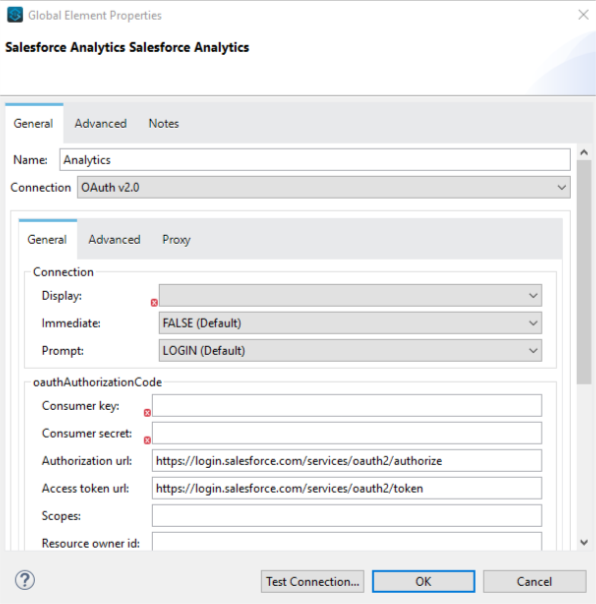 Global Element Properties
Salesforce Analytics Salesforce Analytics
General Advanced Notes
Name: Analytics
Connection OAuth v2.0
General Advanced Proxy
Connection
Display:
Immediate: FALSE (Default)
Prompt: LOGIN (Default)
oauthAuthorizationCode
Consumer key:
Consumer secret:
Authorization url: https://login.salesforce.com/services/oauth2/authorize
Access token url: https://login.salesforce.com/services/oauth2/token
Scopes:
Resource owner id:
? Test Connection... OK Cancel